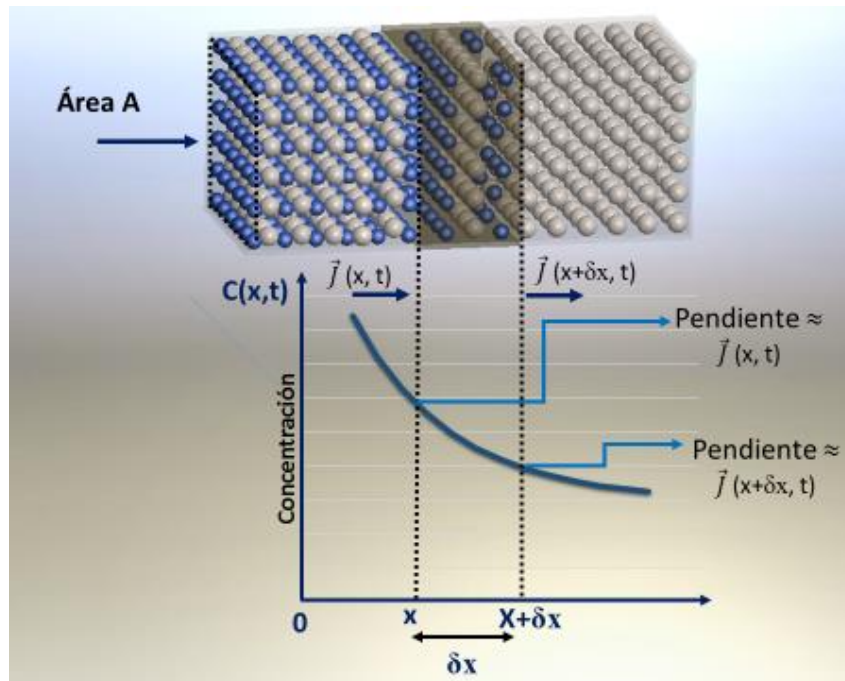 Área A
J⃗ (x, t)
J⃗ (x+δx, t)
C(x,t)
Pendiente ≈
J⃗ (x, t)
Concentración
Pendiente ≈
J⃗ (x+δx, t)
0
x
X+δx
δx